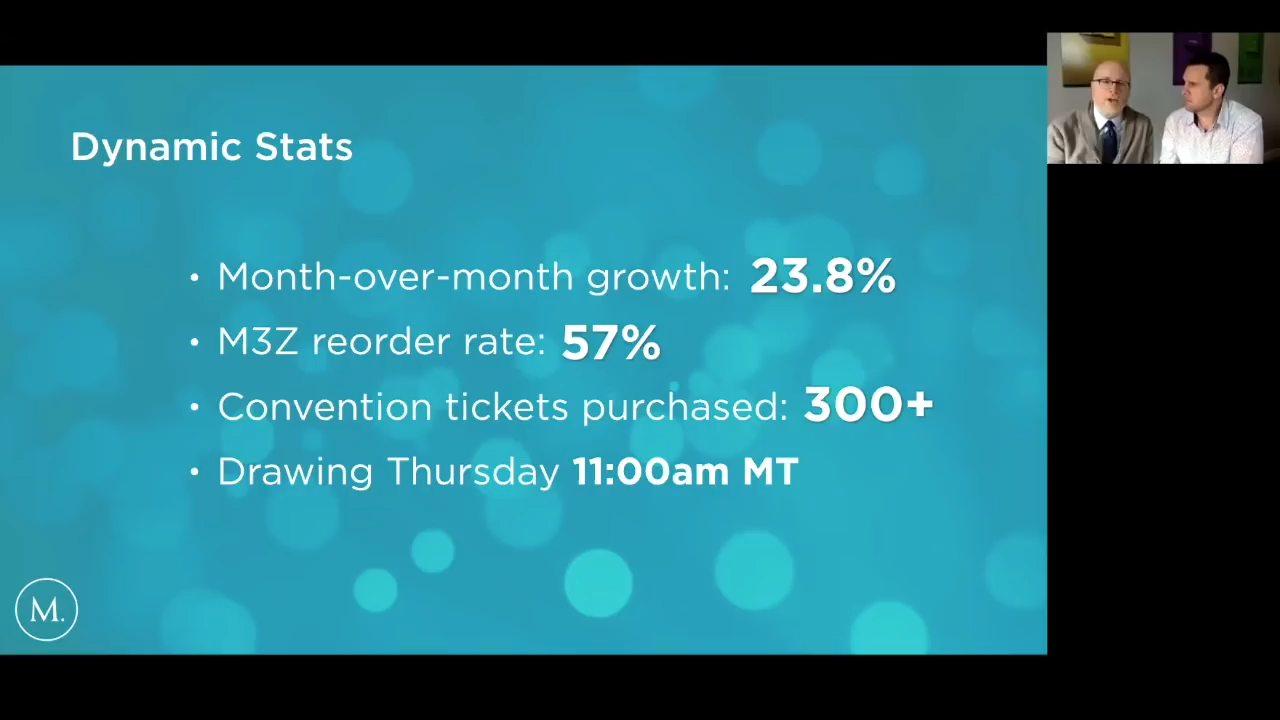 Dynamic Stats
• Month-over-month growth: 23.8%
• M3Z reorder rate: 57%
• Convention tickets purchased: 300+
• Drawing Thursday 11:00am MT
M.